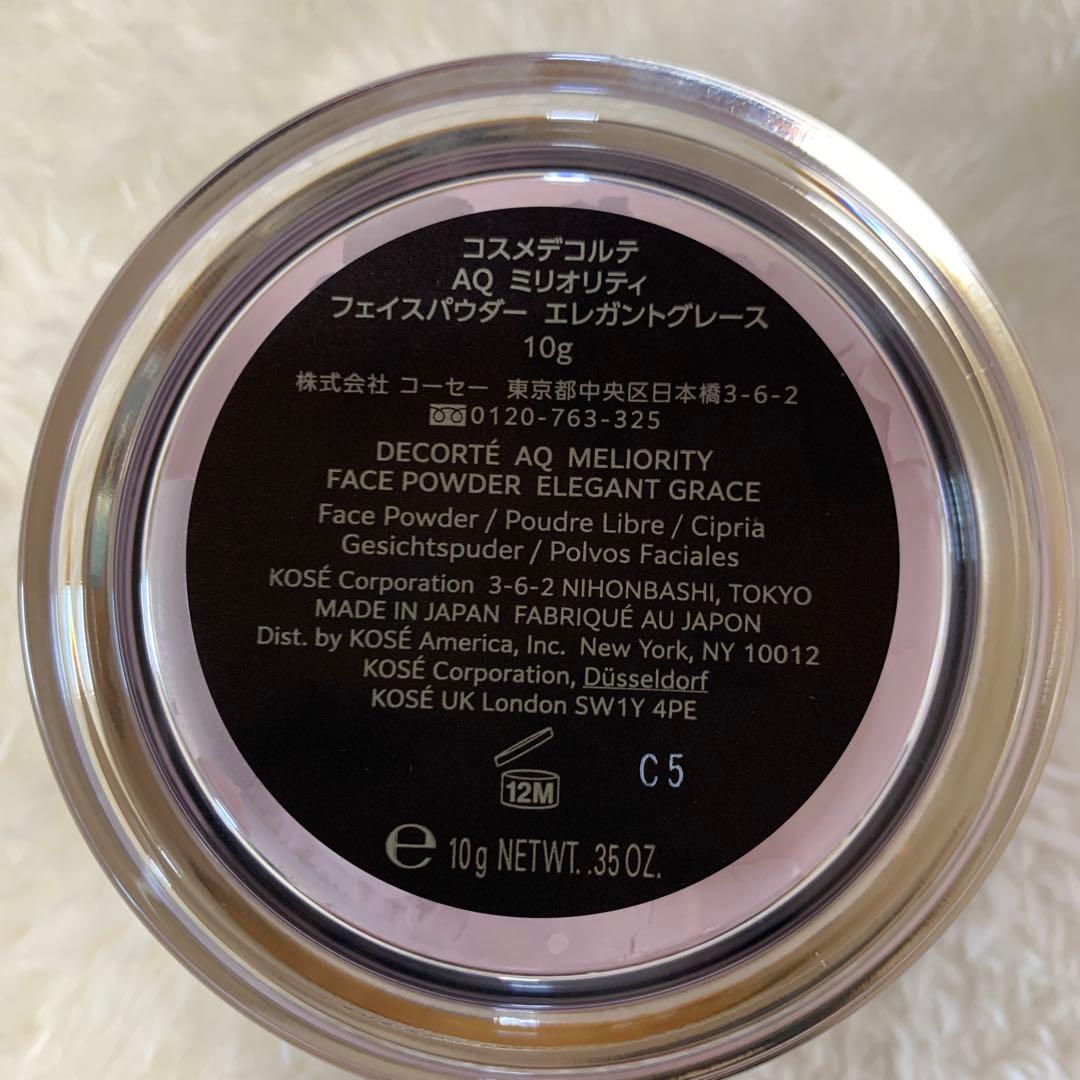 コスメデコルテ
AQ ミリオリティ
フェイスパウダー エレガントグレース
10g
株式会社 コーセー 東京都中央区日本橋3-6-2
0120-763-325
DECORTÉ AQ MELIORITY
FACE POWDER ELEGANT GRACE
Face Powder / Poudre Libre / Cipria
Gesichtspuder / Polvos Faciales
KOSÉ Corporation 3-6-2 NIHONBASHI, TOKYO
MADE IN JAPAN FABRIQUÉ AU JAPON
Dist. by KOSÉ America, Inc. New York, NY 10012
KOSÉ Corporation, Düsseldorf
KOSÉ UK London SW1Y 4PE
12M
C5
℮ 10g NETWT. .35 OZ.